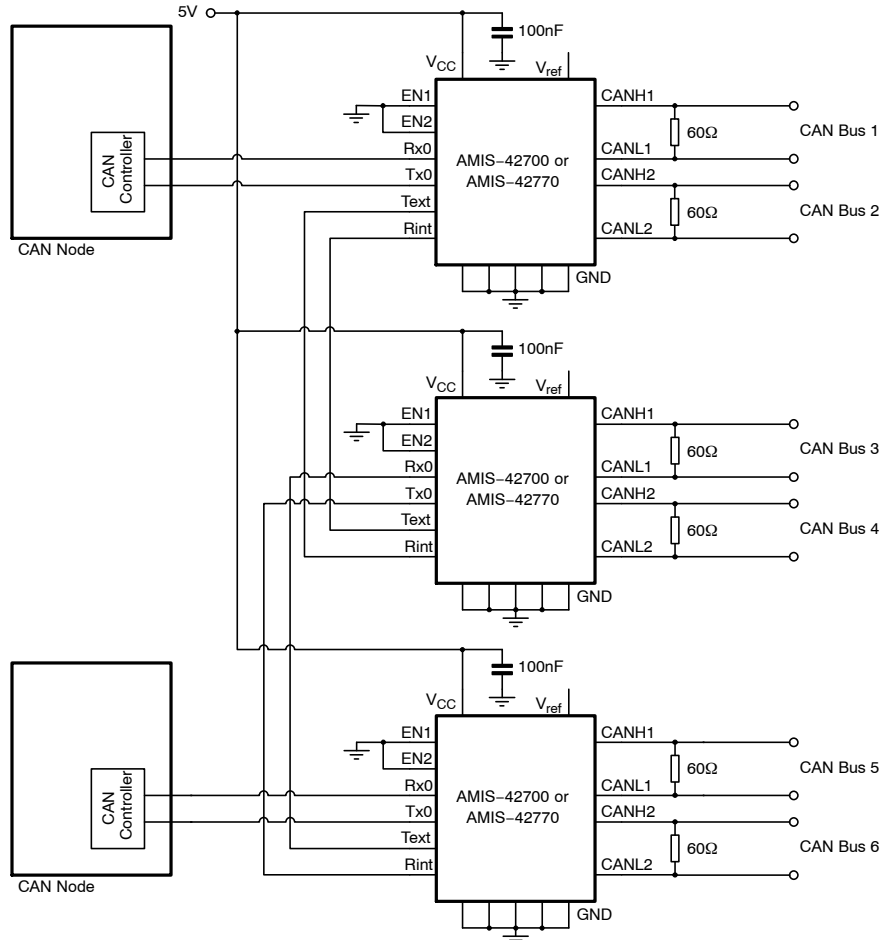 5V
100nF
VCC
Vref
EN1
CANH1
EN2
CAN Bus 1
60Ω
Rx0
CANL1
CAN Controller
AMIS−42700 or
AMIS−42770
Tx0
CANH2
Text
60Ω
CAN Bus 2
Rint
CANL2
CAN Node
GND
100nF
VCC
Vref
EN1
CANH1
EN2
CAN Bus 3
60Ω
Rx0
CANL1
AMIS−42700 or
AMIS−42770
Tx0
CANH2
Text
60Ω
CAN Bus 4
Rint
CANL2
GND
100nF
VCC
Vref
EN1
CANH1
EN2
CAN Bus 5
60Ω
Rx0
CANL1
CAN Controller
AMIS−42700 or
AMIS−42770
Tx0
CANH2
Text
60Ω
CAN Bus 6
Rint
CANL2
CAN Node
GND